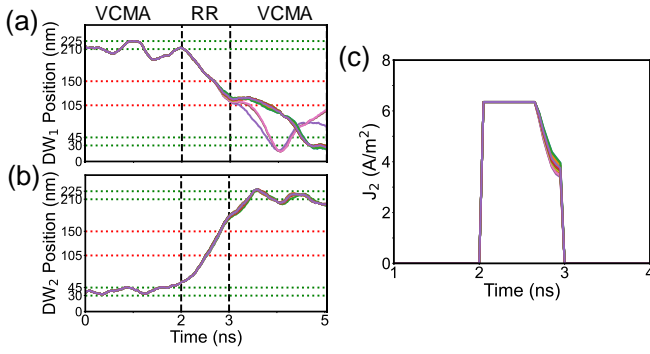 (a)
VCMA RR VCMA
DW1 Position (nm)
225
210
150
105
45
30
(b)
DW2 Position (nm)
225
210
150
105
45
30
0 2 3 5
Time (ns)
(c)
J2 (A/m²)
8
6
4
2
0
1 2 3 4
Time (ns)